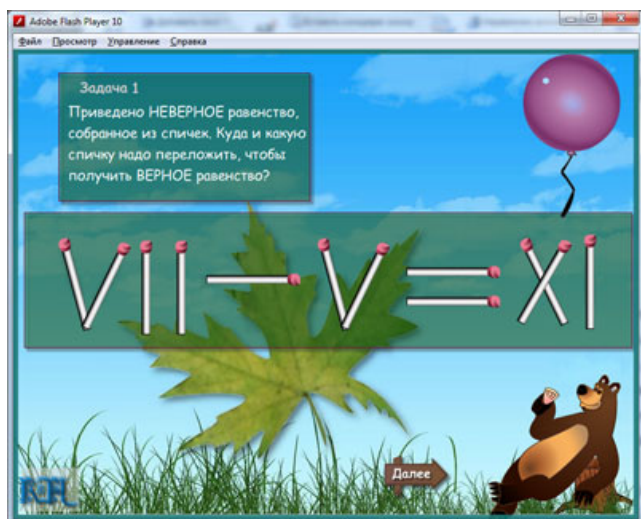 Adobe Flash Player 10
Файл Просмотр Управление Справка
Задача 1
Приведено НЕВЕРНОЕ равенство,
собранное из спичек. Куда и какую
спичку надо переложить, чтобы
получить ВЕРНОЕ равенство?
VII — V = XI
Далее